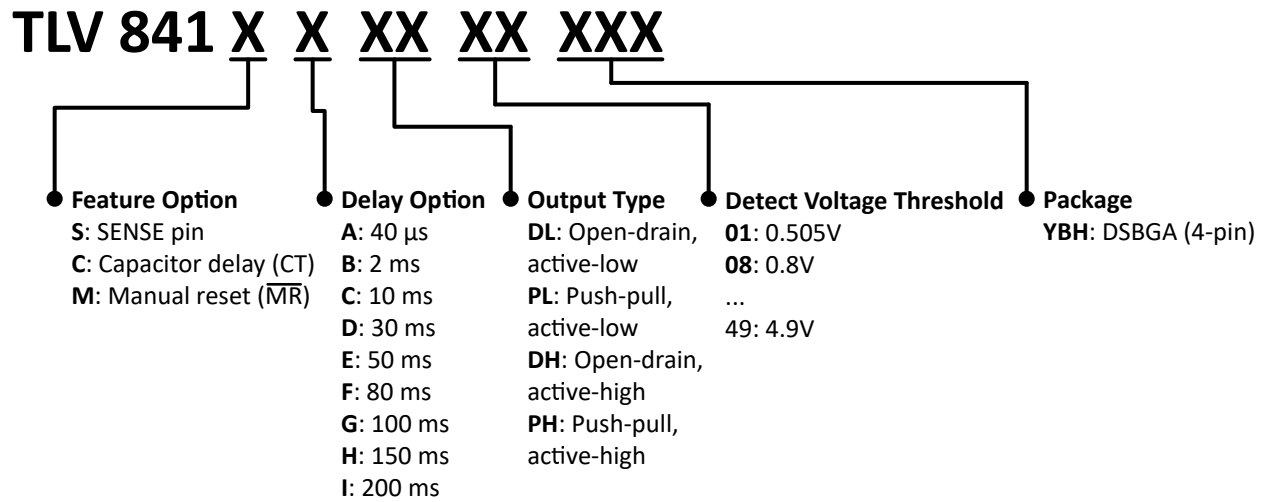 TLV 841 X X XX XX XXX
Feature Option
S: SENSE pin
C: Capacitor delay (CT)
M: Manual reset (M̅R̅)
Delay Option
A: 40 µs
B: 2 ms
C: 10 ms
D: 30 ms
E: 50 ms
F: 80 ms
G: 100 ms
H: 150 ms
I: 200 ms
Output Type
DL: Open-drain,
active-low
PL: Push-pull,
active-low
DH: Open-drain,
active-high
PH: Push-pull,
active-high
Detect Voltage Threshold
01: 0.505V
08: 0.8V
...
49: 4.9V
Package
YBH: DSBGA (4-pin)